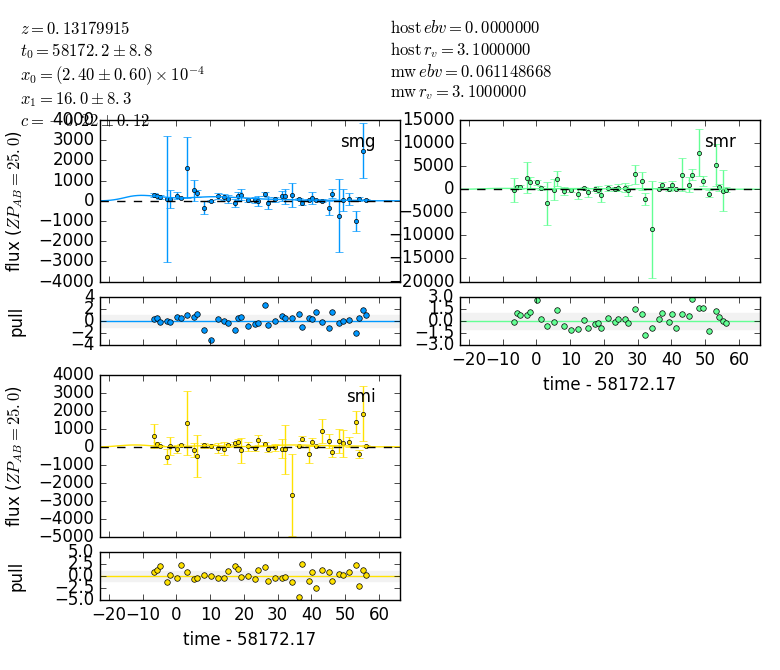 z = 0.13179915
t₀ = 58172.2 ± 8.8
x₀ = (2.40 ± 0.60) × 10⁻⁴
x₁ = 16.0 ± 8.3
c = −0.22 ± 0.12
host ebv = 0.0000000
host r_v = 3.1000000
mw ebv = 0.061148668
mw r_v = 3.1000000
smg
4000
3000
2000
1000
0
−1000
−2000
−3000
−4000
flux (ZP_AB = 25.0)
4
2
0
−2
−4
pull
smr
15000
10000
5000
0
−5000
−10000
−15000
−20000
3.0
1.5
0.0
−1.5
−3.0
−20 −10 0 10 20 30 40 50 60
time - 58172.17
smi
4000
3000
2000
1000
0
−1000
−2000
−3000
−4000
−5000
flux (ZP_AB = 25.0)
5.0
2.5
0.0
−2.5
−5.0
pull
−20 −10 0 10 20 30 40 50 60
time - 58172.17